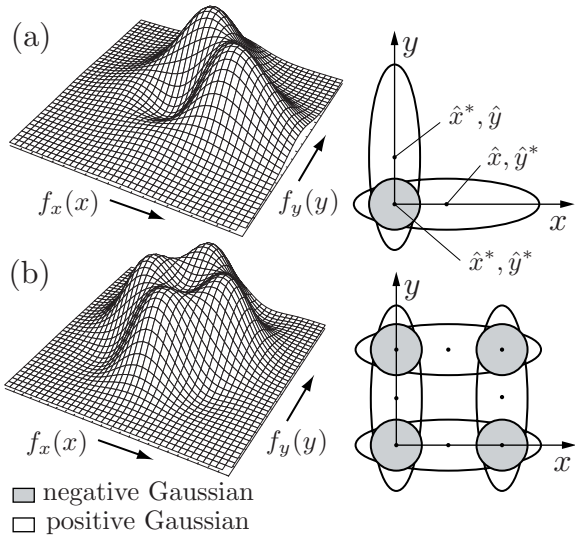 (a)
y
x̂*, ŷ
x̂, ŷ*
f_x(x)
f_y(y)
x
x̂*, ŷ*
(b)
y
f_x(x)
f_y(y)
x
negative Gaussian
positive Gaussian